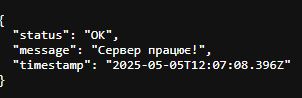 {
  "status": "OK",
  "message": "Сервер працює!",
  "timestamp": "2025-05-05T12:07:08.396Z"
}